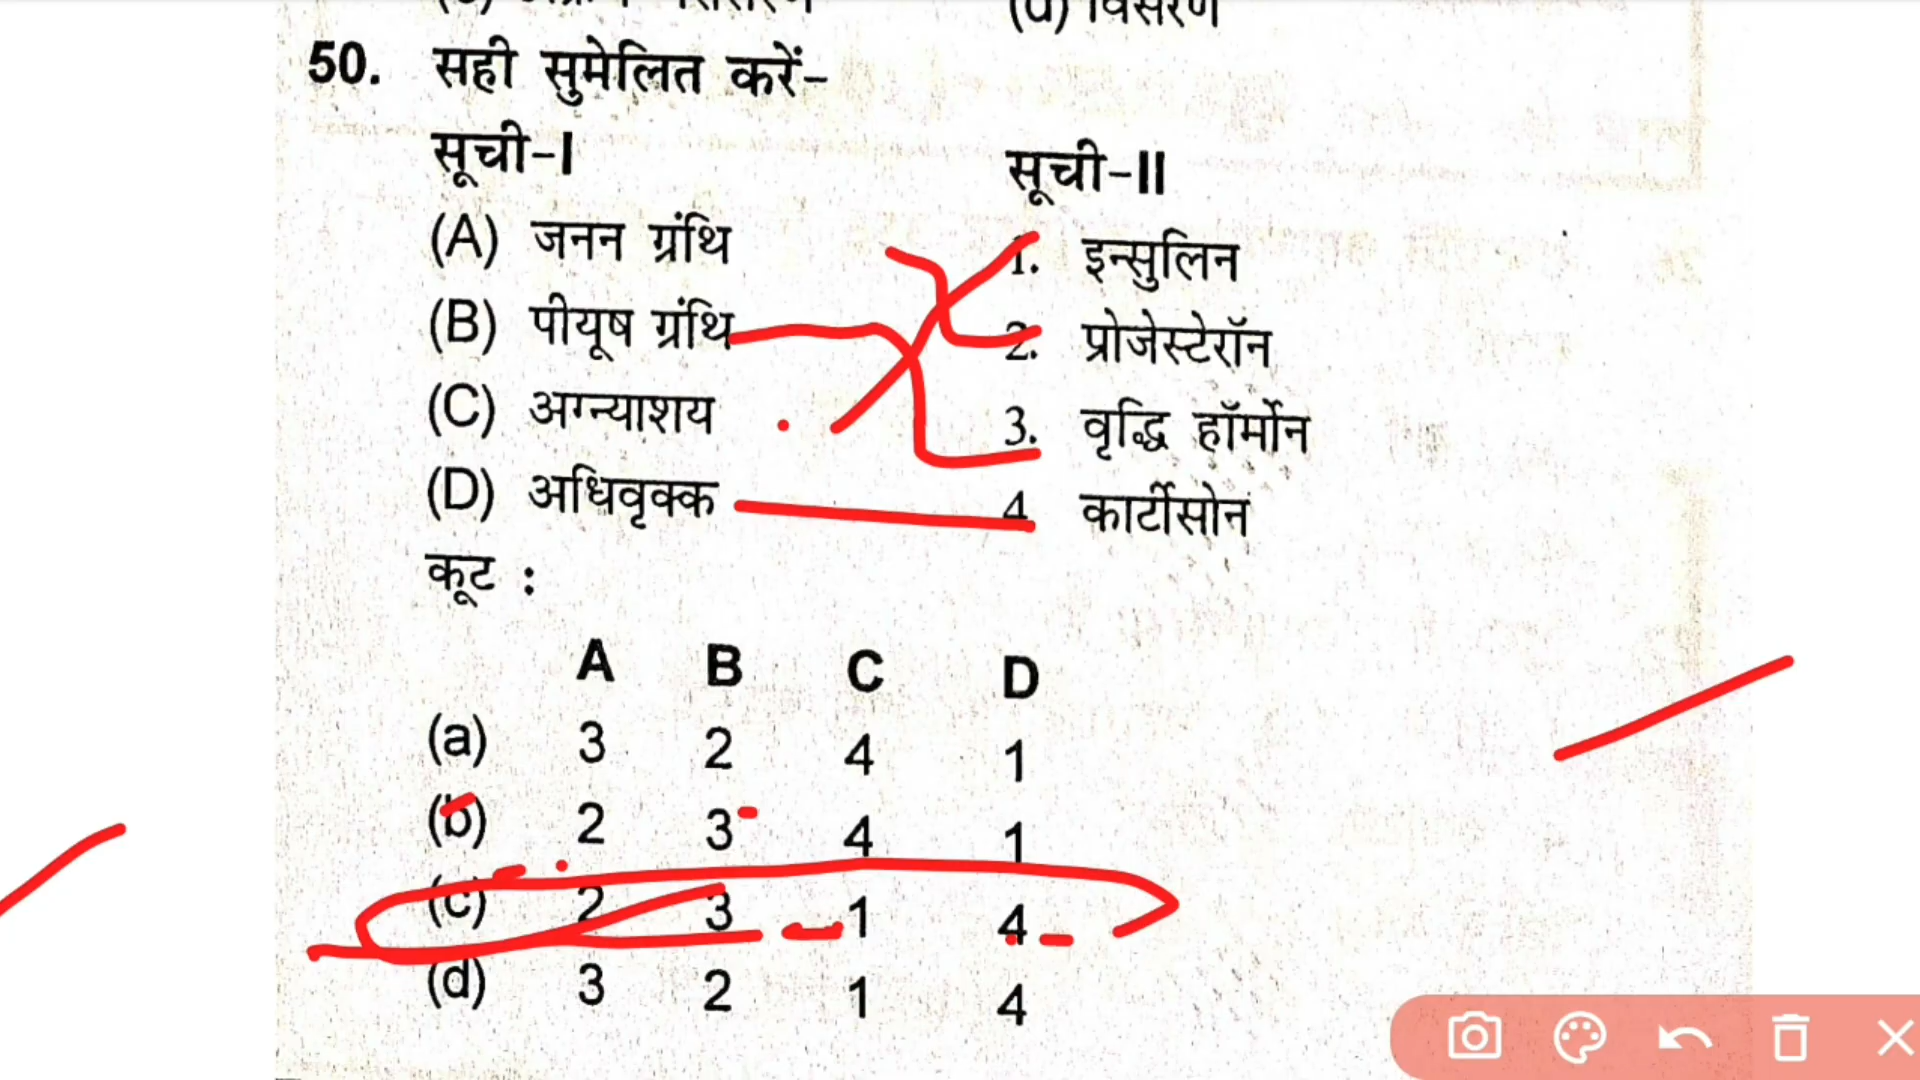 (d) विसरण
50. सही सुमेलित करें-
सूची-I सूची-II
(A) जनन ग्रंथि 1. इन्सुलिन
(B) पीयूष ग्रंथि 2. प्रोजेस्टेरॉन
(C) अग्न्याशय 3. वृद्धि हॉर्मोन
(D) अधिवृक्क 4 कार्टीसोन
कूट :
A B C D
(a) 3 2 4 1
(b) 2 3 4 1
(c) 2 3 1 4
(d) 3 2 1 4